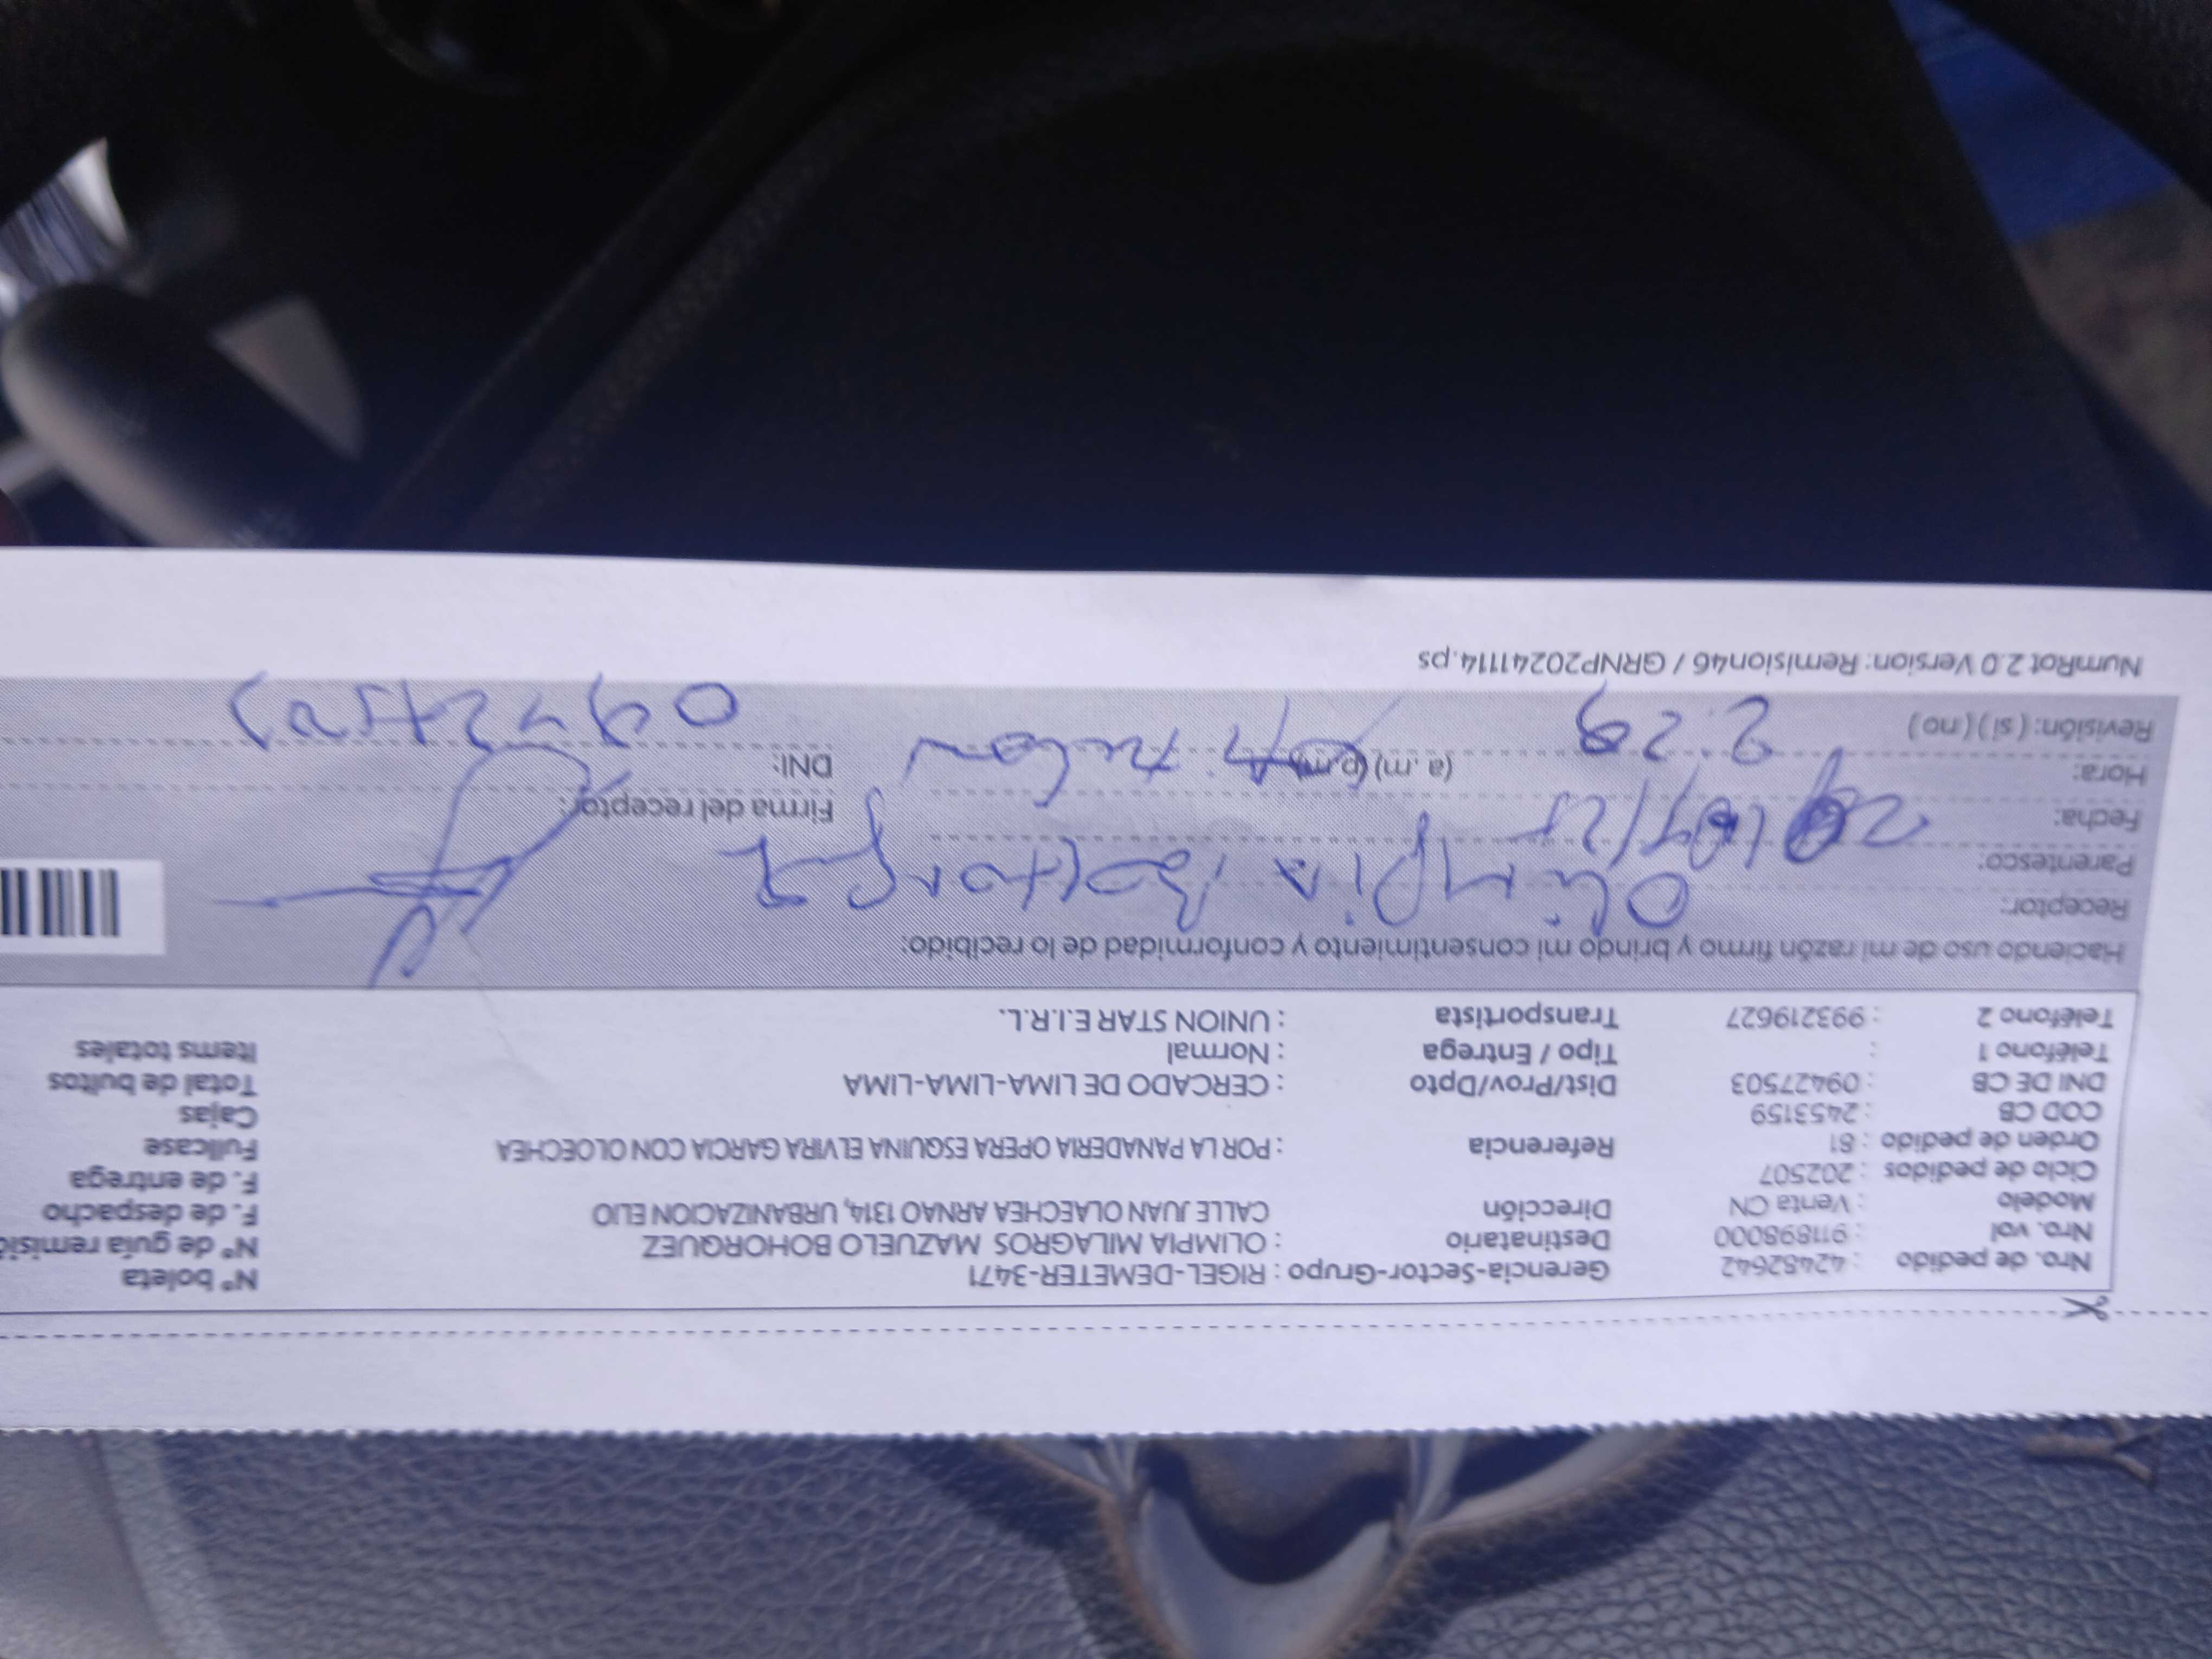 Nro. de pedido : 42482642 Gerencia-Sector-Grupo : RIGEL-DEMETER-3471 N° boleta
Nro. vol : 911898000 Destinatario : OLIMPIA MILAGROS MAZUELO BOHORQUEZ N° de guía remisió
Modelo : Venta CN Dirección CALLE JUAN OLAECHEA ARNAO 1314, URBANIZACION ELIO F. de despacho
Ciclo de pedidos : 202507 F. de entrega
Orden de pedido : 81 Referencia : POR LA PANADERIA OPERA ESQUINA ELVIRA GARCIA CON OLOECHEA Fullcase
COD CB : 2453159 Cajas
DNI DE CB : 09427503 Dist/Prov/Dpto : CERCADO DE LIMA-LIMA-LIMA Total de bultos
Teléfono 1 : Tipo / Entrega : Normal Items totales
Teléfono 2 : 993219627 Transportista : UNION STAR E.I.R.L.
Haciendo uso de mi razón firmo y brindo mi consentimiento y conformidad de lo recibido:
Receptor: Olimpia
Parentesco:
Fecha: Firma del receptor:
Hora: 2.29 (a.m) (p.m) DNI: 09427503
Revisión: ( si ) ( no )
NumRot 2.0 Version: Remision46 / GRNP20241114.ps